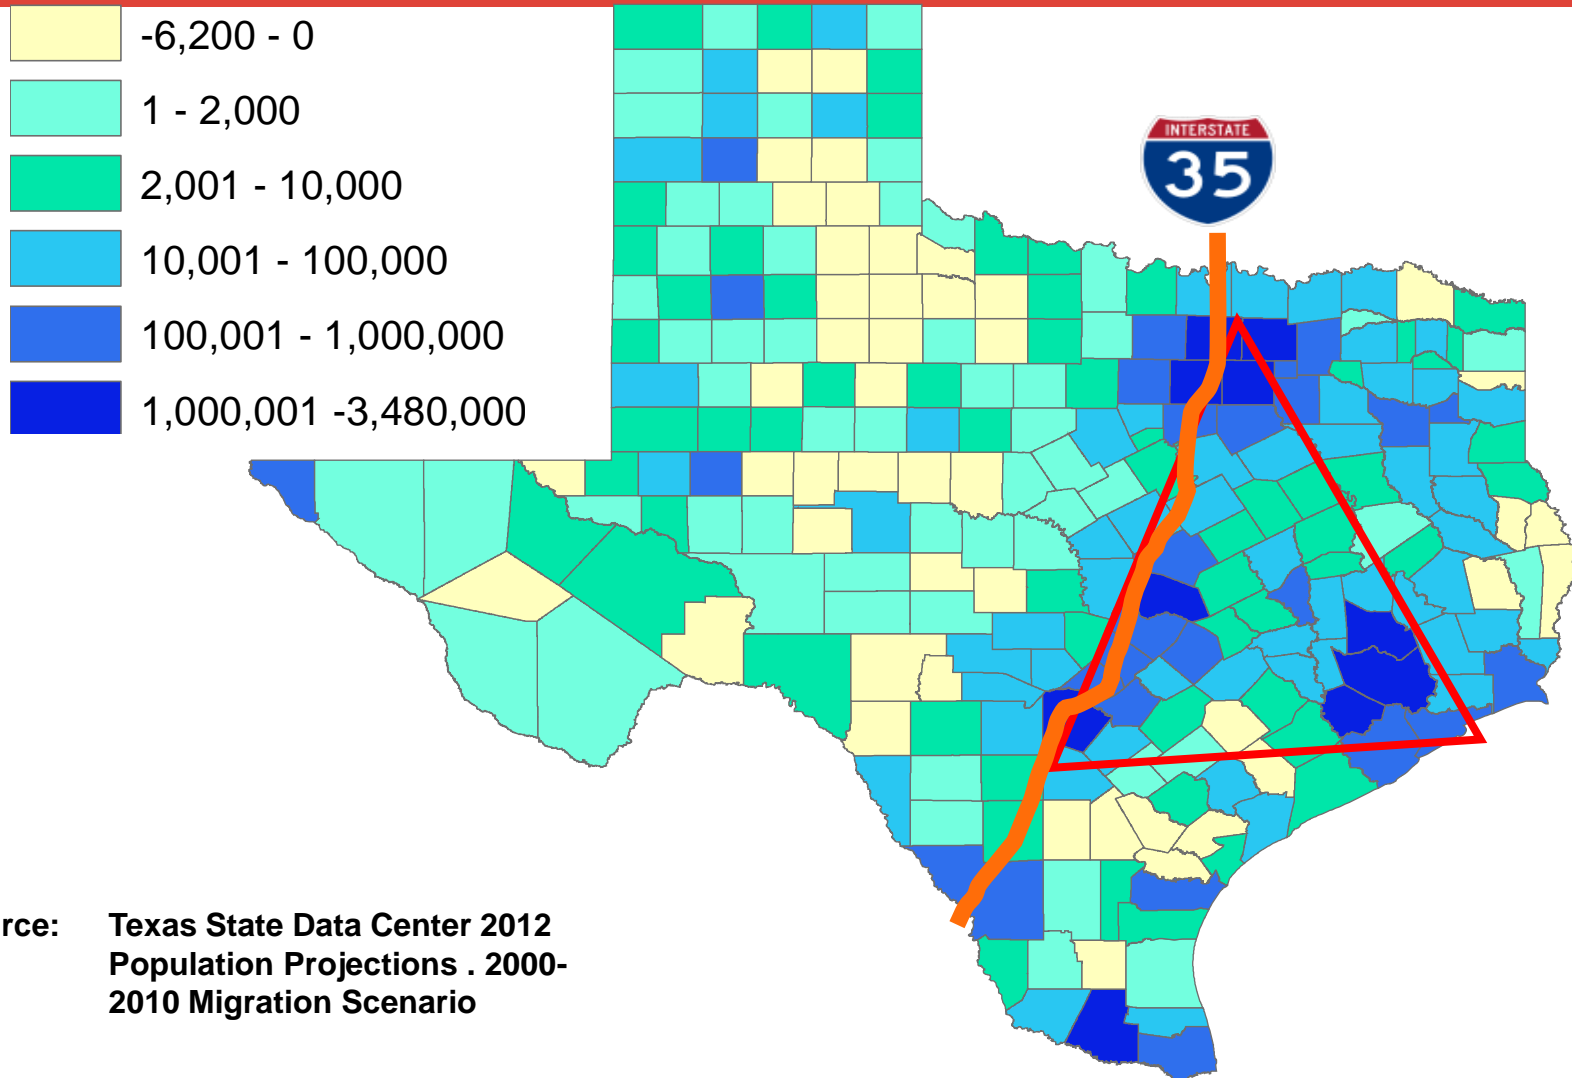 -6,200 - 0
1 - 2,000
2,001 - 10,000
10,001 - 100,000
100,001 - 1,000,000
1,000,001 -3,480,000
INTERSTATE
35
rce: Texas State Data Center 2012
Population Projections . 2000-
2010 Migration Scenario